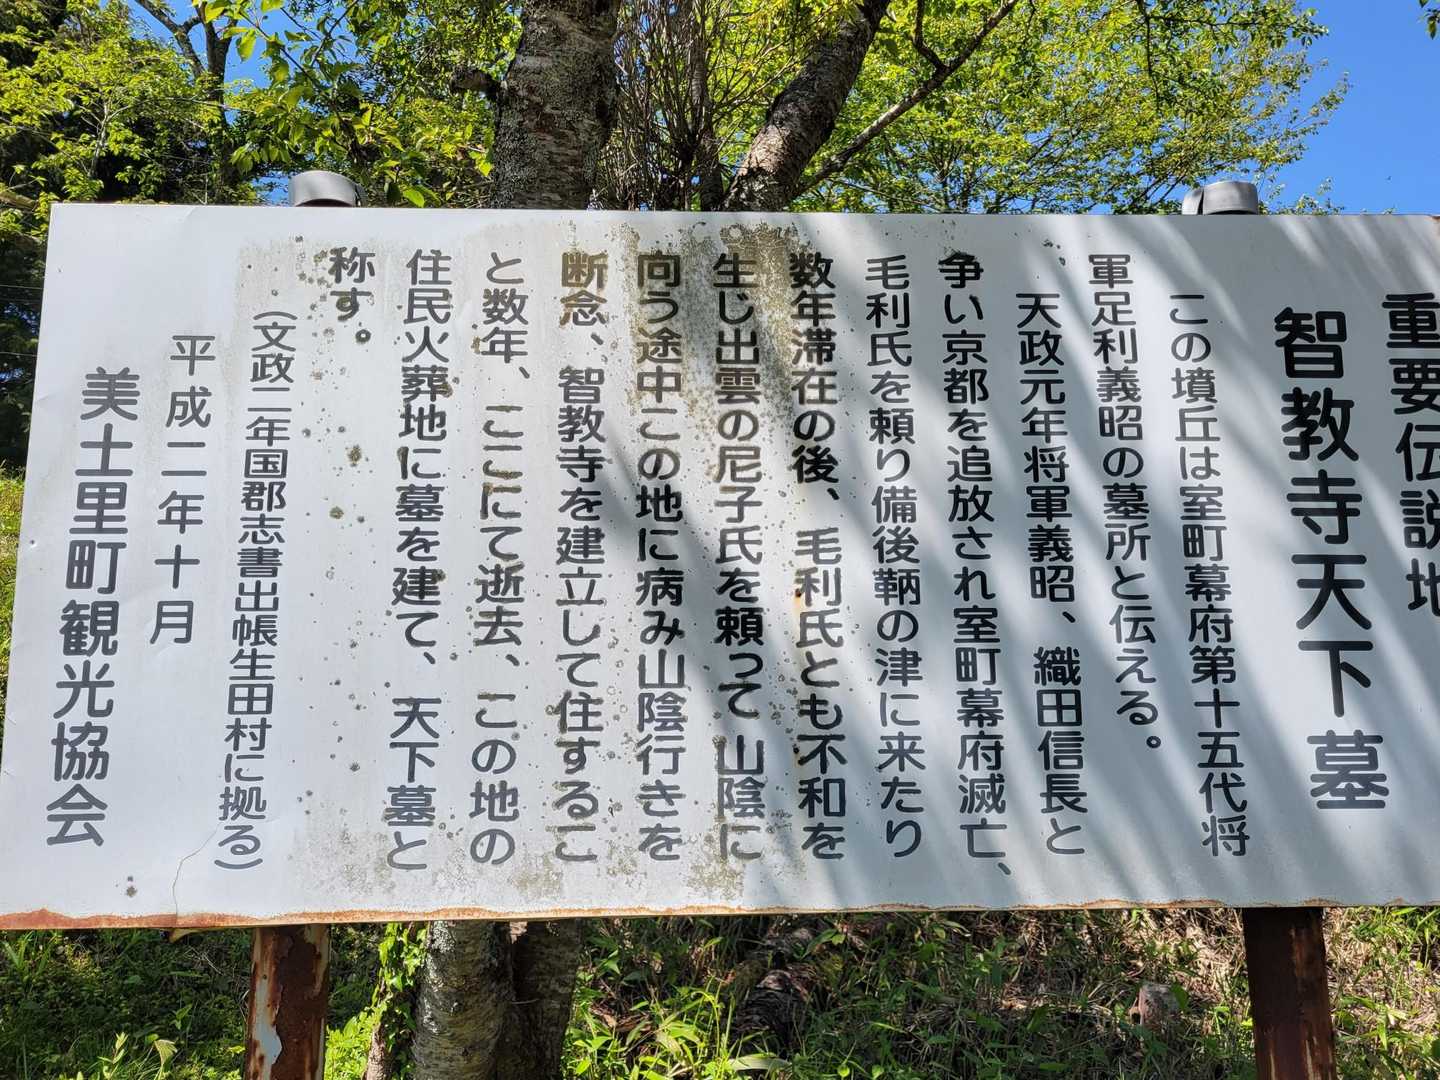 重要伝説地
智教寺天下墓
この墳丘は室町幕府第十五代将
軍足利義昭の墓所と伝える。
天政元年将軍義昭、織田信長と
争い京都を追放され室町幕府滅亡、
毛利氏を頼り備後鞆の津に来たり
数年滞在の後、毛利氏とも不和を
生じ出雲の尼子氏を頼って山陰に
向う途中この地に病み山陰行きを
断念、智教寺を建立して住するこ
と数年、ここにて逝去、この地の
住民火葬地に墓を建て、天下墓と
称す。
（文政二年国郡志書出帳生田村に拠る）
平成二年十月
美土里町観光協会